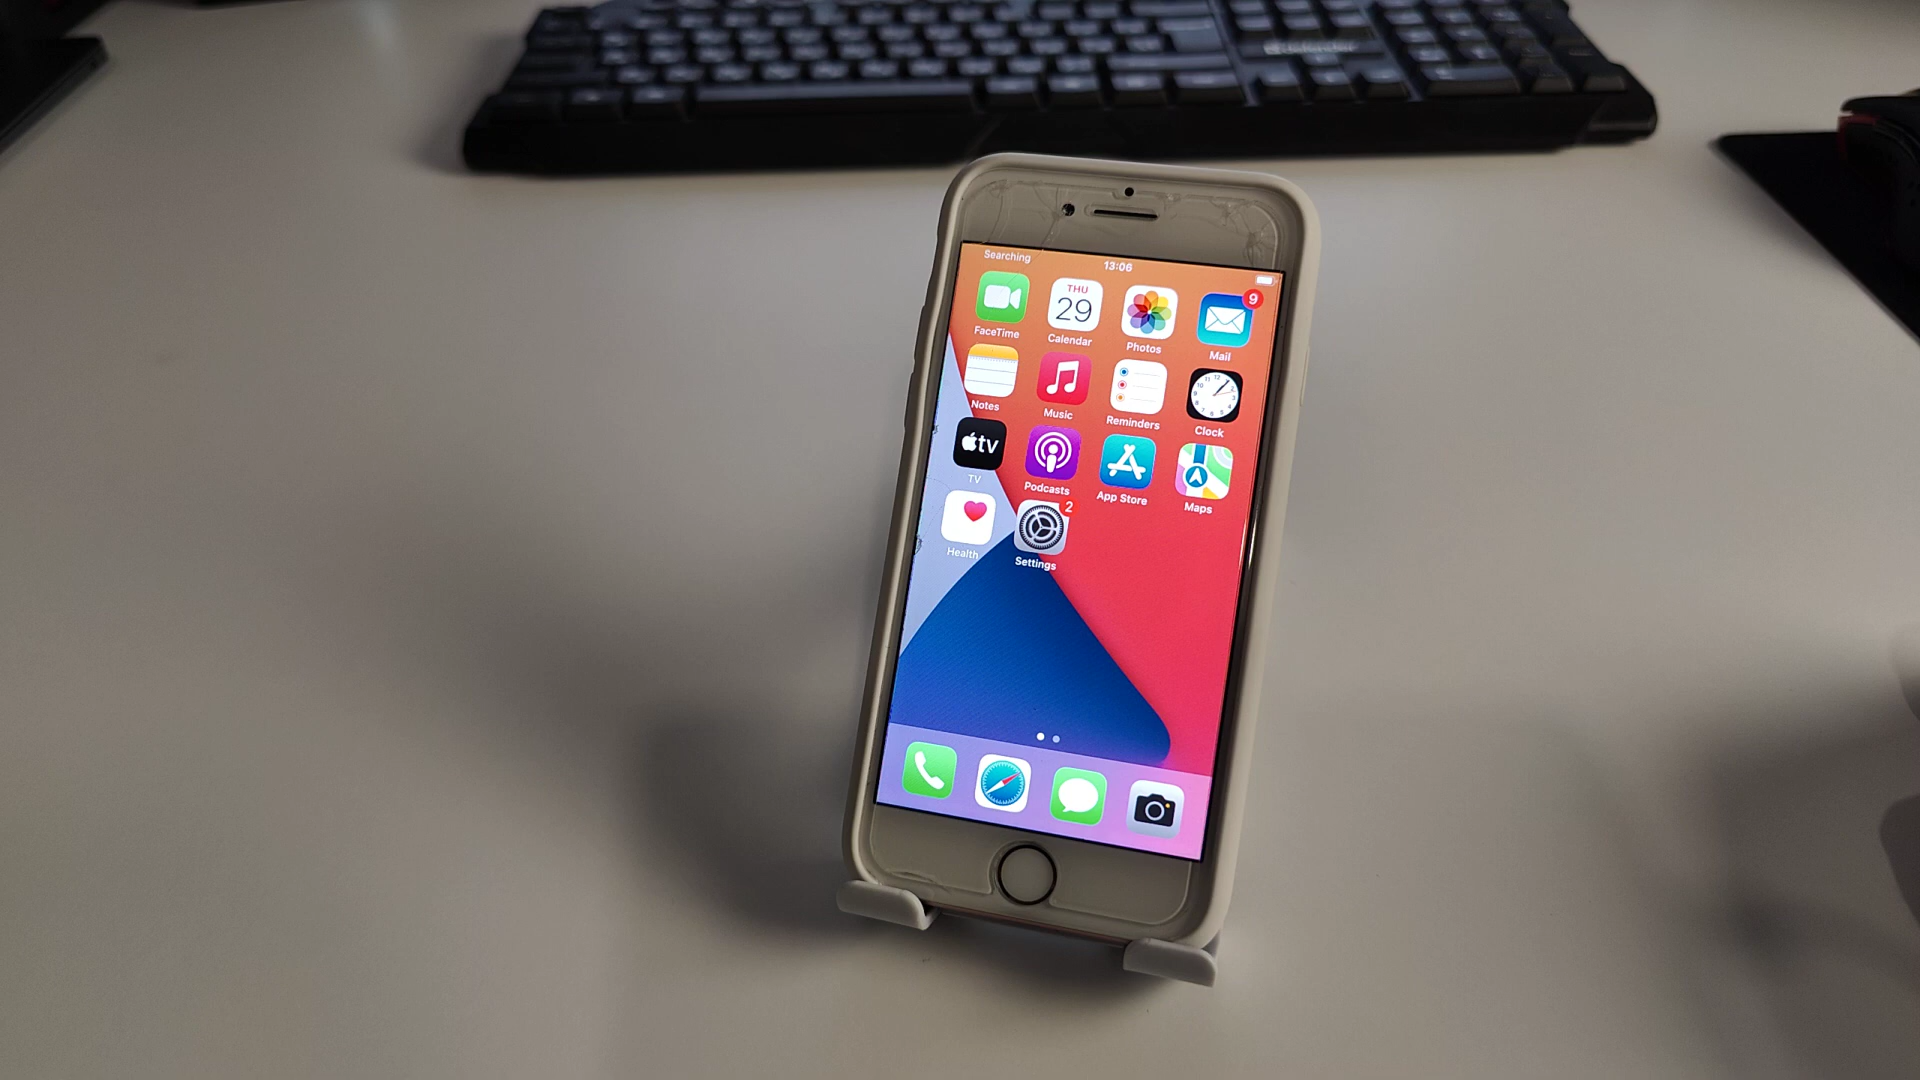 Searching
13:06
THU
29
9
FaceTime
Calendar
Photos
Mail
Notes
Music
Reminders
Clock
tv
TV
Podcasts
App Store
Maps
2
Health
Settings